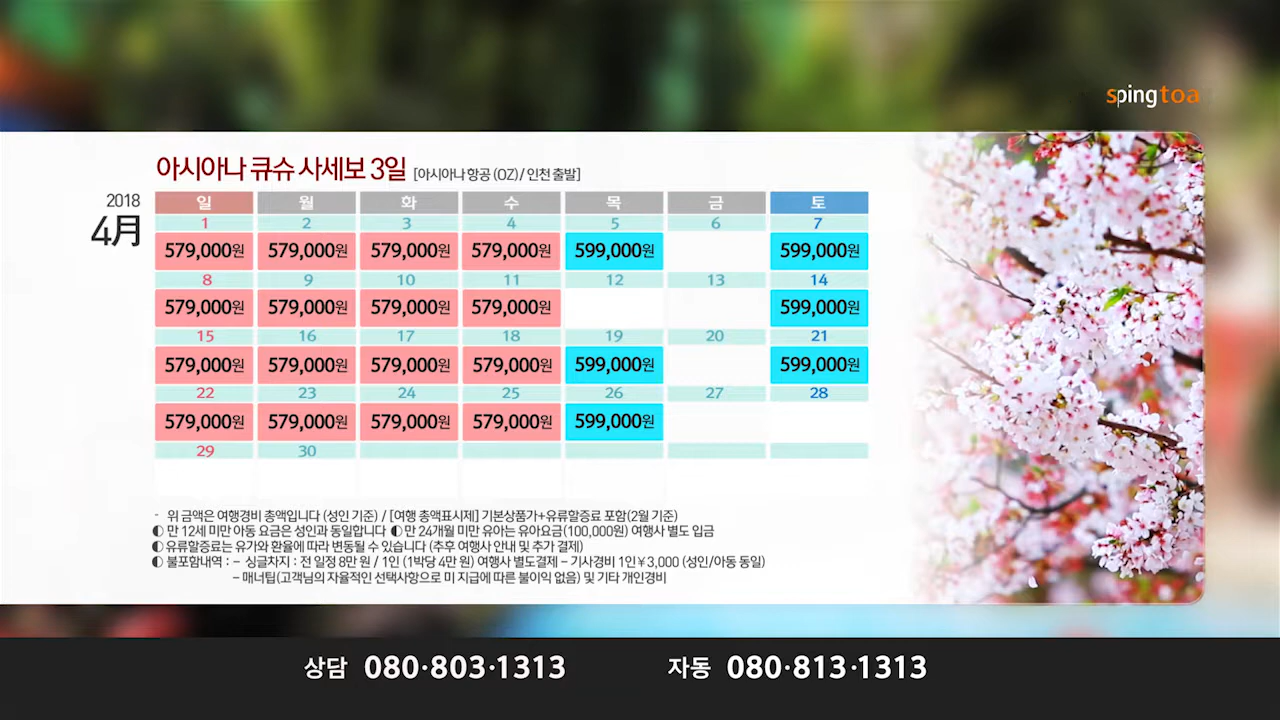 spingtoa
아시아나 큐슈 사세보 3일 [아시아나 항공 (OZ) / 인천 출발]
2018
4月
일 월 화 수 목 금 토
1 2 3 4 5 6 7
579,000원 579,000원 579,000원 579,000원 599,000원 599,000원
8 9 10 11 12 13 14
579,000원 579,000원 579,000원 579,000원 599,000원
15 16 17 18 19 20 21
579,000원 579,000원 579,000원 579,000원 599,000원 599,000원
22 23 24 25 26 27 28
579,000원 579,000원 579,000원 579,000원 599,000원
29 30
- 위 금액은 여행경비 총액입니다 (성인 기준) / [여행 총액표시제] 기본상품가+유류할증료 포함(2월 기준)
◐ 만 12세 미만 아동 요금은 성인과 동일합니다 ◐ 만 24개월 미만 유아는 유아요금(100,000원) 여행사 별도 입금
◐ 유류할증료는 유가와 환율에 따라 변동될 수 있습니다 (추후 여행사 안내 및 추가 결제)
◐ 불포함내역 : – 싱글차지 : 전 일정 8만 원 / 1인 (1박당 4만 원) 여행사 별도결제 – 기사경비 1인 ¥3,000 (성인/아동 동일)
– 매너팁(고객님의 자율적인 선택사항으로 미 지급에 따른 불이익 없음) 및 기타 개인경비
상담 080·803·1313 자동 080·813·1313